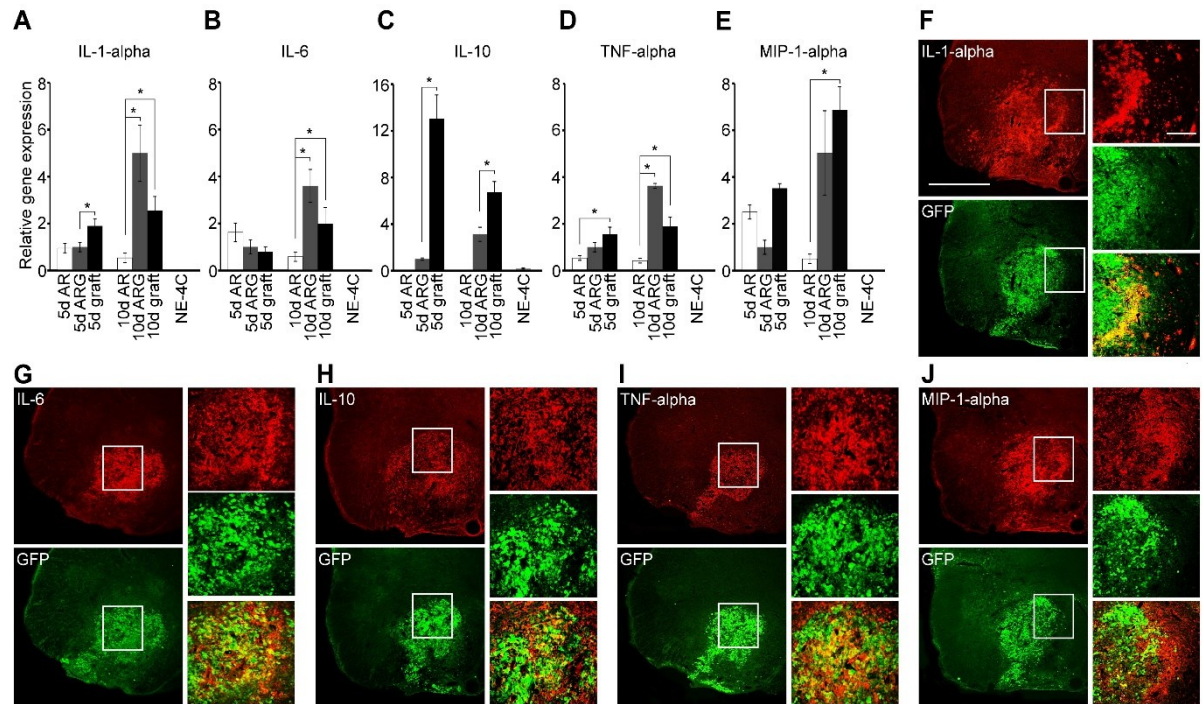 A
IL-1-alpha
B
IL-6
C
IL-10
D
TNF-alpha
E
MIP-1-alpha
Relative gene expression
8
6
4
2
0
5d AR
5d ARG
5d graft
10d AR
10d ARG
10d graft
NE-4C
*
*
*
8
6
4
2
0
5d AR
5d ARG
5d graft
10d AR
10d ARG
10d graft
NE-4C
*
*
16
12
8
4
0
5d AR
5d ARG
5d graft
10d AR
10d ARG
10d graft
NE-4C
*
*
8
6
4
2
0
5d AR
5d ARG
5d graft
10d AR
10d ARG
10d graft
NE-4C
*
*
*
8
6
4
2
0
5d AR
5d ARG
5d graft
10d AR
10d ARG
10d graft
NE-4C
*
F
IL-1-alpha
GFP
G
IL-6
GFP
H
IL-10
GFP
I
TNF-alpha
GFP
J
MIP-1-alpha
GFP